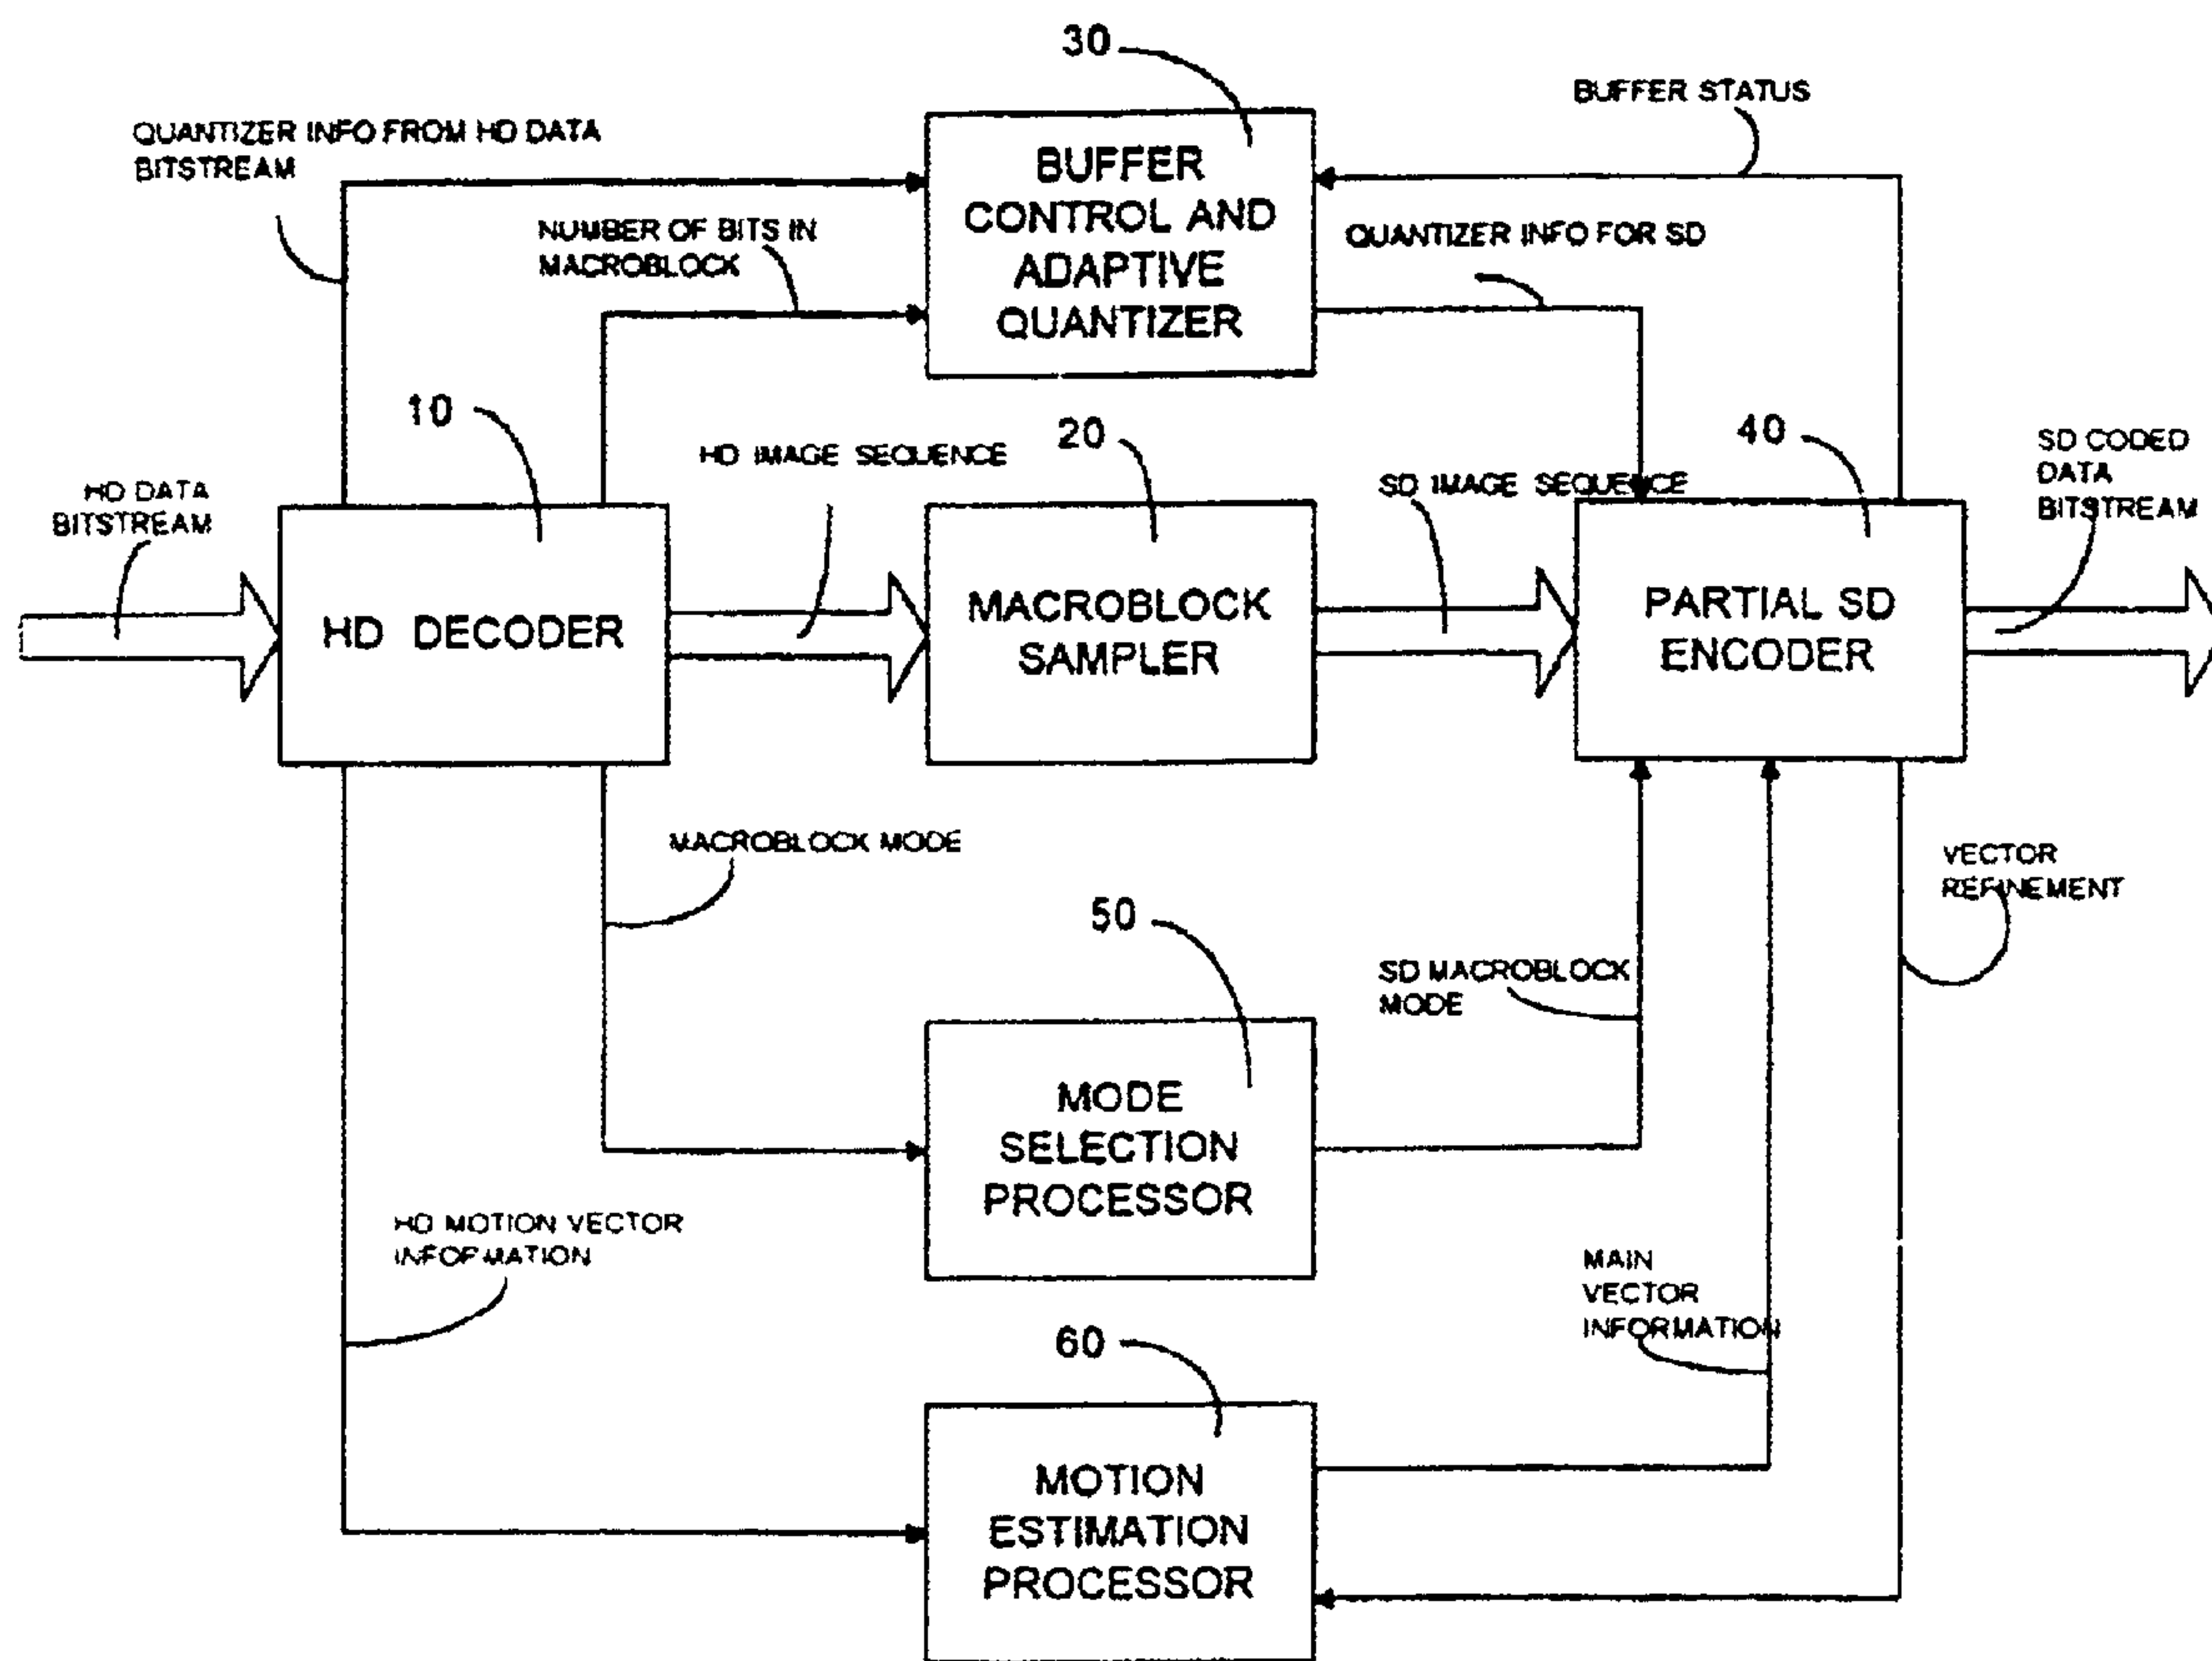 30
BUFFER STATUS
QUANTIZER INFO FROM HD DATA
BITSTREAM
BUFFER
CONTROL AND
ADAPTIVE
QUANTIZER
NUMBER OF BITS IN
MACROBLOCK
QUANTIZER INFO FOR SD
10
20
40
HD IMAGE SEQUENCE
SD IMAGE SEQUENCE
SD CODED
DATA
BITSTREAM
HD DATA
BITSTREAM
HD DECODER
MACROBLOCK
SAMPLER
PARTIAL SD
ENCODER
MACROBLOCK MODE
VECTOR
REFINEMENT
50
SD MACROBLOCK
MODE
MODE
SELECTION
PROCESSOR
HD MOTION VECTOR
INFORMATION
MAIN
VECTOR
INFORMATION
60
MOTION
ESTIMATION
PROCESSOR